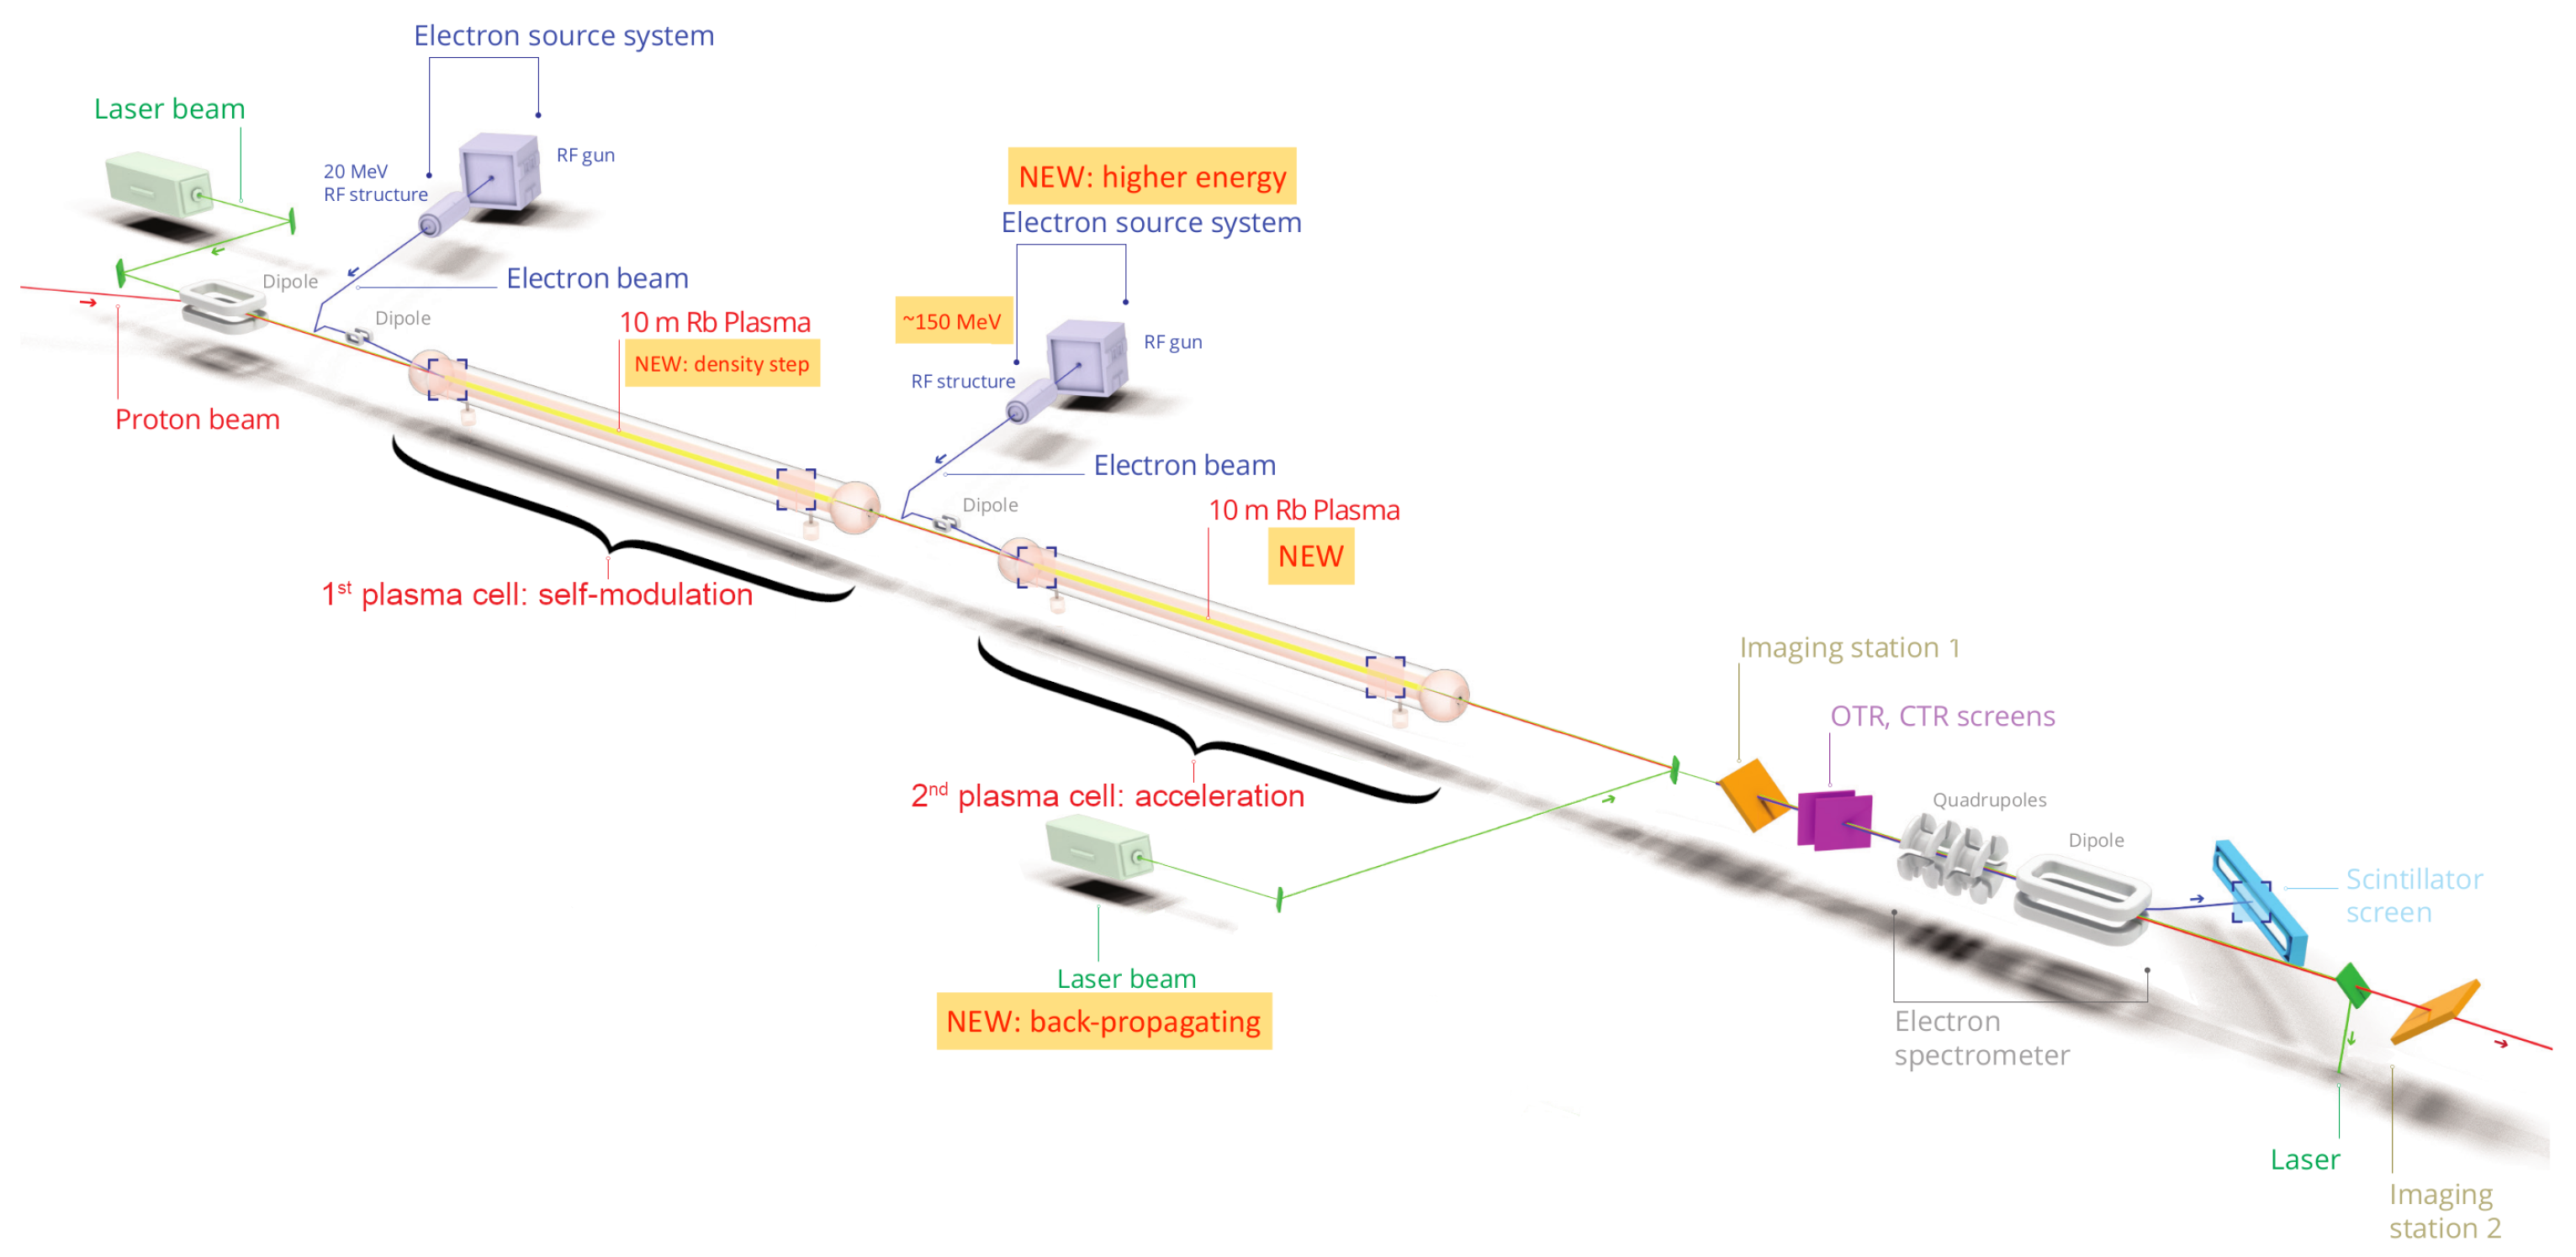 Electron source system
Laser beam
RF gun
20 MeV
RF structure
NEW: higher energy
Electron source system
Dipole
Electron beam
Dipole
10 m Rb Plasma
~150 MeV
NEW: density step
RF gun
RF structure
Proton beam
Electron beam
Dipole
10 m Rb Plasma
NEW
1st plasma cell: self-modulation
Imaging station 1
OTR, CTR screens
2nd plasma cell: acceleration
Quadrupoles
Dipole
Scintillator
screen
Laser beam
NEW: back-propagating
Electron
spectrometer
Laser
Imaging
station 2